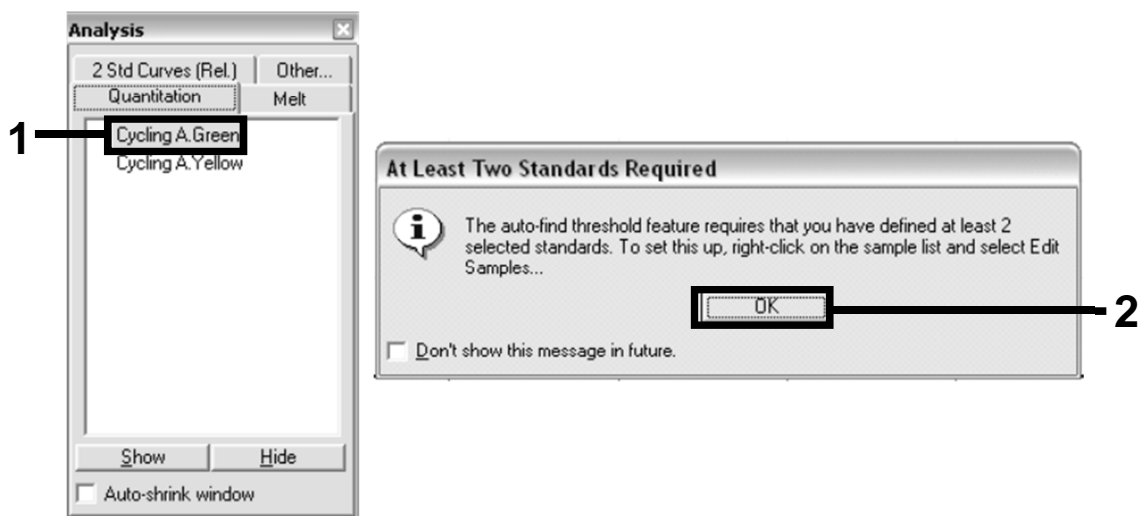 Analysis
2 Std Curves (Rel.) Other...
Quantitation Melt
1
Cycling A.Green
Cycling A.Yellow
Show Hide
Auto-shrink window
At Least Two Standards Required
The auto-find threshold feature requires that you have defined at least 2
selected standards. To set this up, right-click on the sample list and select Edit
Samples...
OK
2
Don't show this message in future.